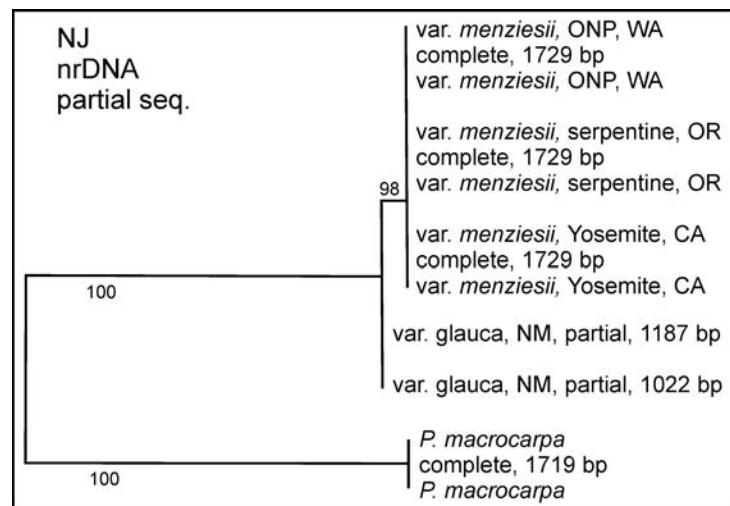 NJ
nrDNA
partial seq.
var. menziesii, ONP, WA
complete, 1729 bp
var. menziesii, ONP, WA
var. menziesii, serpentine, OR
complete, 1729 bp
var. menziesii, serpentine, OR
98
var. menziesii, Yosemite, CA
complete, 1729 bp
var. menziesii, Yosemite, CA
100
var. glauca, NM, partial, 1187 bp
var. glauca, NM, partial, 1022 bp
P. macrocarpa
complete, 1719 bp
P. macrocarpa
100